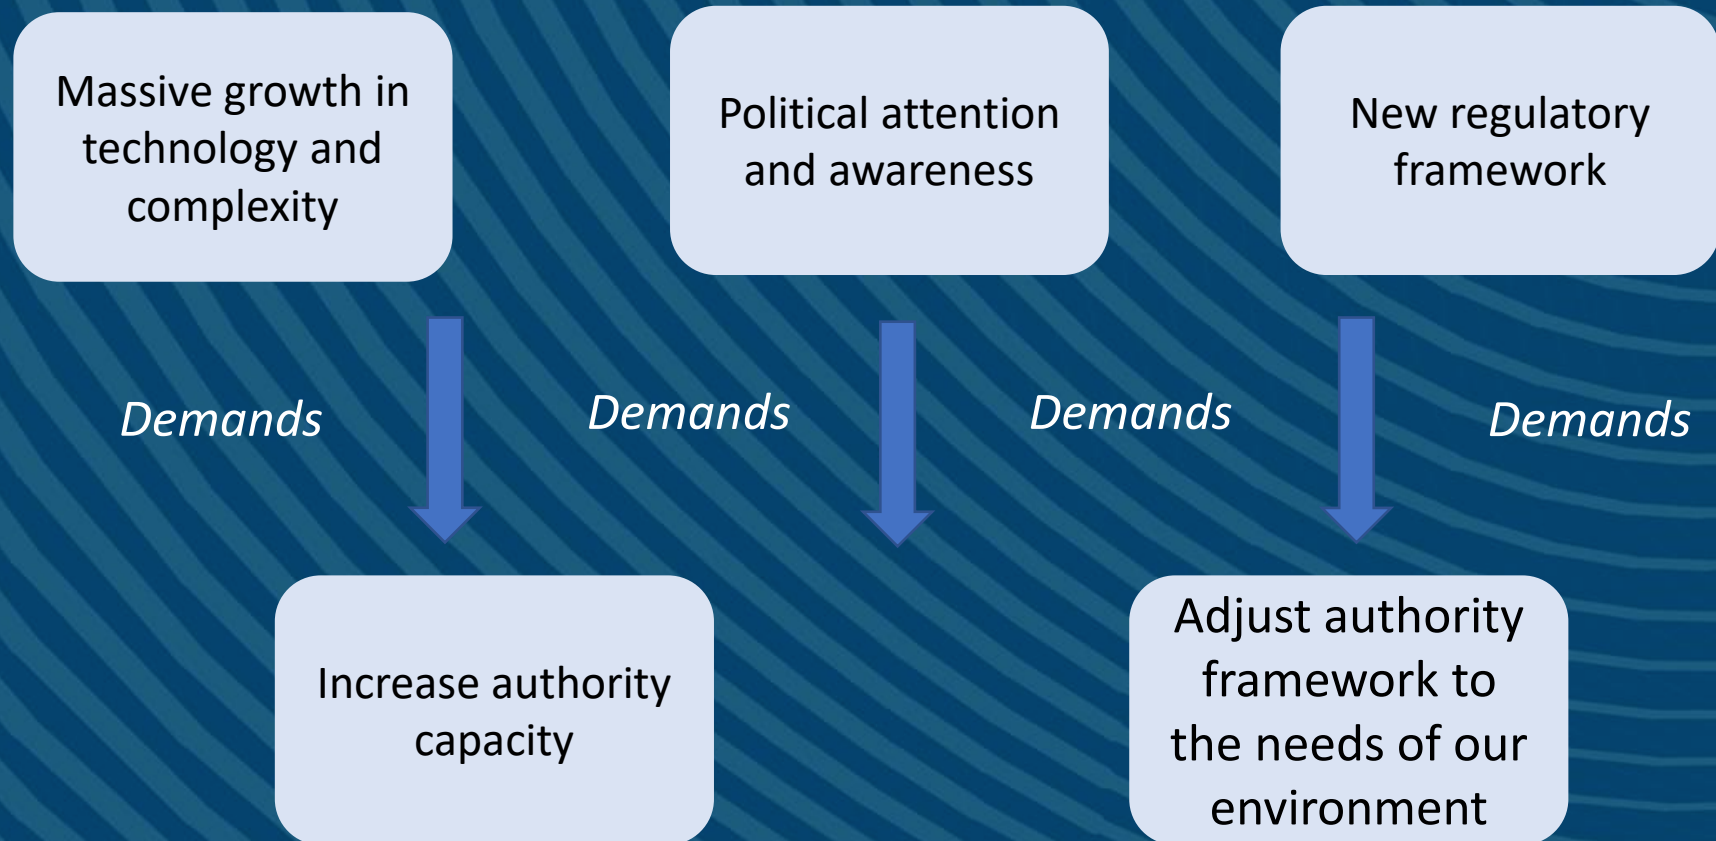 Massive growth in
technology and
complexity
Political attention
and awareness
New regulatory
framework
Demands
Demands
Demands
Demands
Increase authority
capacity
Adjust authority
framework to
the needs of our
environment